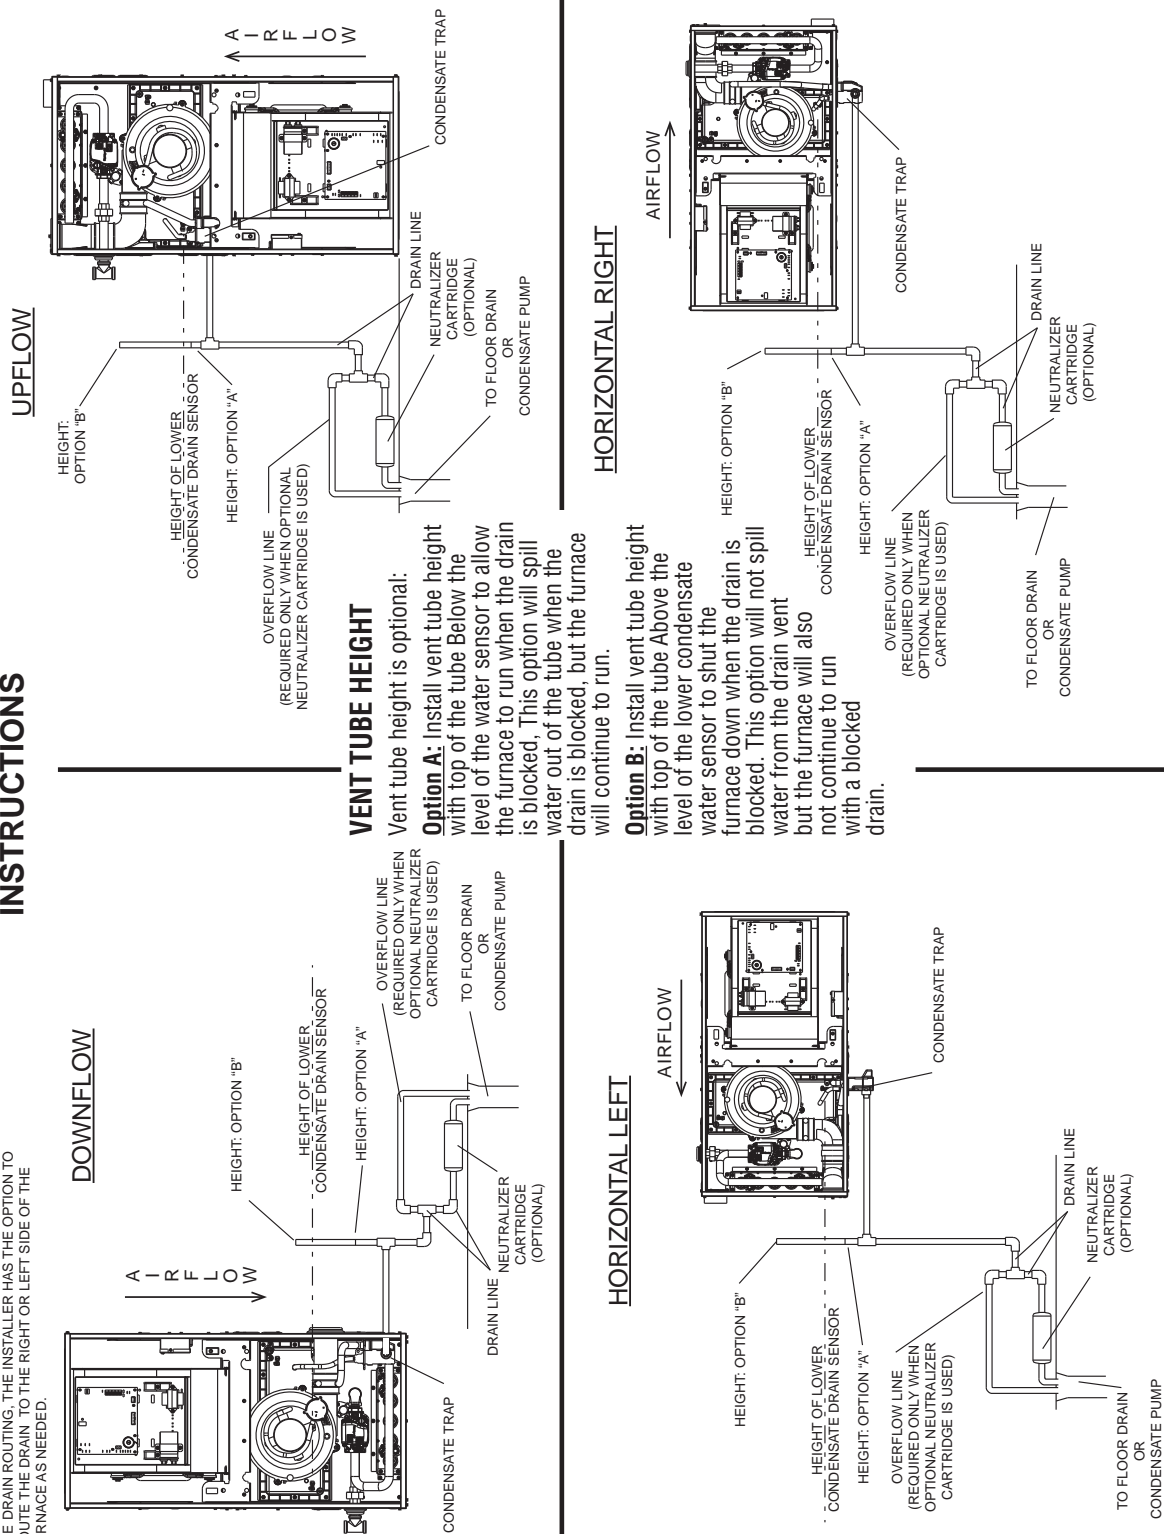 INSTRUCTIONS
E DRAIN ROUTING, THE INSTALLER HAS THE OPTION TO
UTE THE DRAIN TO THE RIGHT OR LEFT SIDE OF THE
RNACE AS NEEDED.
DOWNFLOW
AIRFLOW
HEIGHT: OPTION "B"
HEIGHT OF LOWER
CONDENSATE DRAIN SENSOR
HEIGHT: OPTION "A"
OVERFLOW LINE
(REQUIRED ONLY WHEN
OPTIONAL NEUTRALIZER
CARTRIDGE IS USED)
TO FLOOR DRAIN
OR
CONDENSATE PUMP
DRAIN LINE
NEUTRALIZER
CARTRIDGE
(OPTIONAL)
CONDENSATE TRAP
UPFLOW
AIRFLOW
CONDENSATE TRAP
HEIGHT:
OPTION "B"
HEIGHT OF LOWER
CONDENSATE DRAIN SENSOR
HEIGHT: OPTION "A"
OVERFLOW LINE
(REQUIRED ONLY WHEN OPTIONAL
NEUTRALIZER CARTRIDGE IS USED)
DRAIN LINE
NEUTRALIZER
CARTRIDGE
(OPTIONAL)
TO FLOOR DRAIN
OR
CONDENSATE PUMP
VENT TUBE HEIGHT
Vent tube height is optional:
Option A: Install vent tube height
with top of the tube Below the
level of the water sensor to allow
the furnace to run when the drain
is blocked, This option will spill
water out of the tube when the
drain is blocked, but the furnace
will continue to run.
Option B: Install vent tube height
with top of the tube Above the
level of the lower condensate
water sensor to shut the
furnace down when the drain is
blocked. This option will not spill
water from the drain vent
but the furnace will also
not continue to run
with a blocked
drain.
HORIZONTAL LEFT
AIRFLOW
CONDENSATE TRAP
HEIGHT: OPTION "B"
HEIGHT OF LOWER
CONDENSATE DRAIN SENSOR
HEIGHT: OPTION "A"
OVERFLOW LINE
(REQUIRED ONLY WHEN
OPTIONAL NEUTRALIZER
CARTRIDGE IS USED)
DRAIN LINE
NEUTRALIZER
CARTRIDGE
(OPTIONAL)
TO FLOOR DRAIN
OR
CONDENSATE PUMP
HORIZONTAL RIGHT
AIRFLOW
CONDENSATE TRAP
HEIGHT: OPTION "B"
HEIGHT OF LOWER
CONDENSATE DRAIN SENSOR
HEIGHT: OPTION "A"
OVERFLOW LINE
(REQUIRED ONLY WHEN
OPTIONAL NEUTRALIZER
CARTRIDGE IS USED)
DRAIN LINE
NEUTRALIZER
CARTRIDGE
(OPTIONAL)
TO FLOOR DRAIN
OR
CONDENSATE PUMP